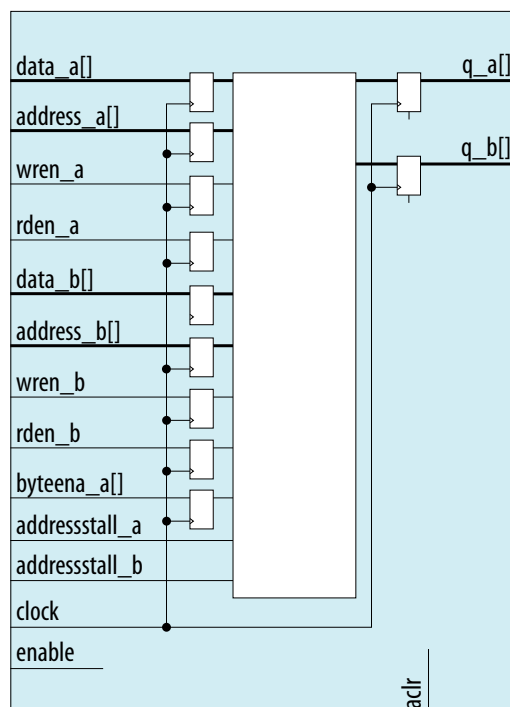 data_a[]
q_a[]
address_a[]
q_b[]
wren_a
rden_a
data_b[]
address_b[]
wren_b
rden_b
byteena_a[]
addressstall_a
addressstall_b
clock
enable
aclr